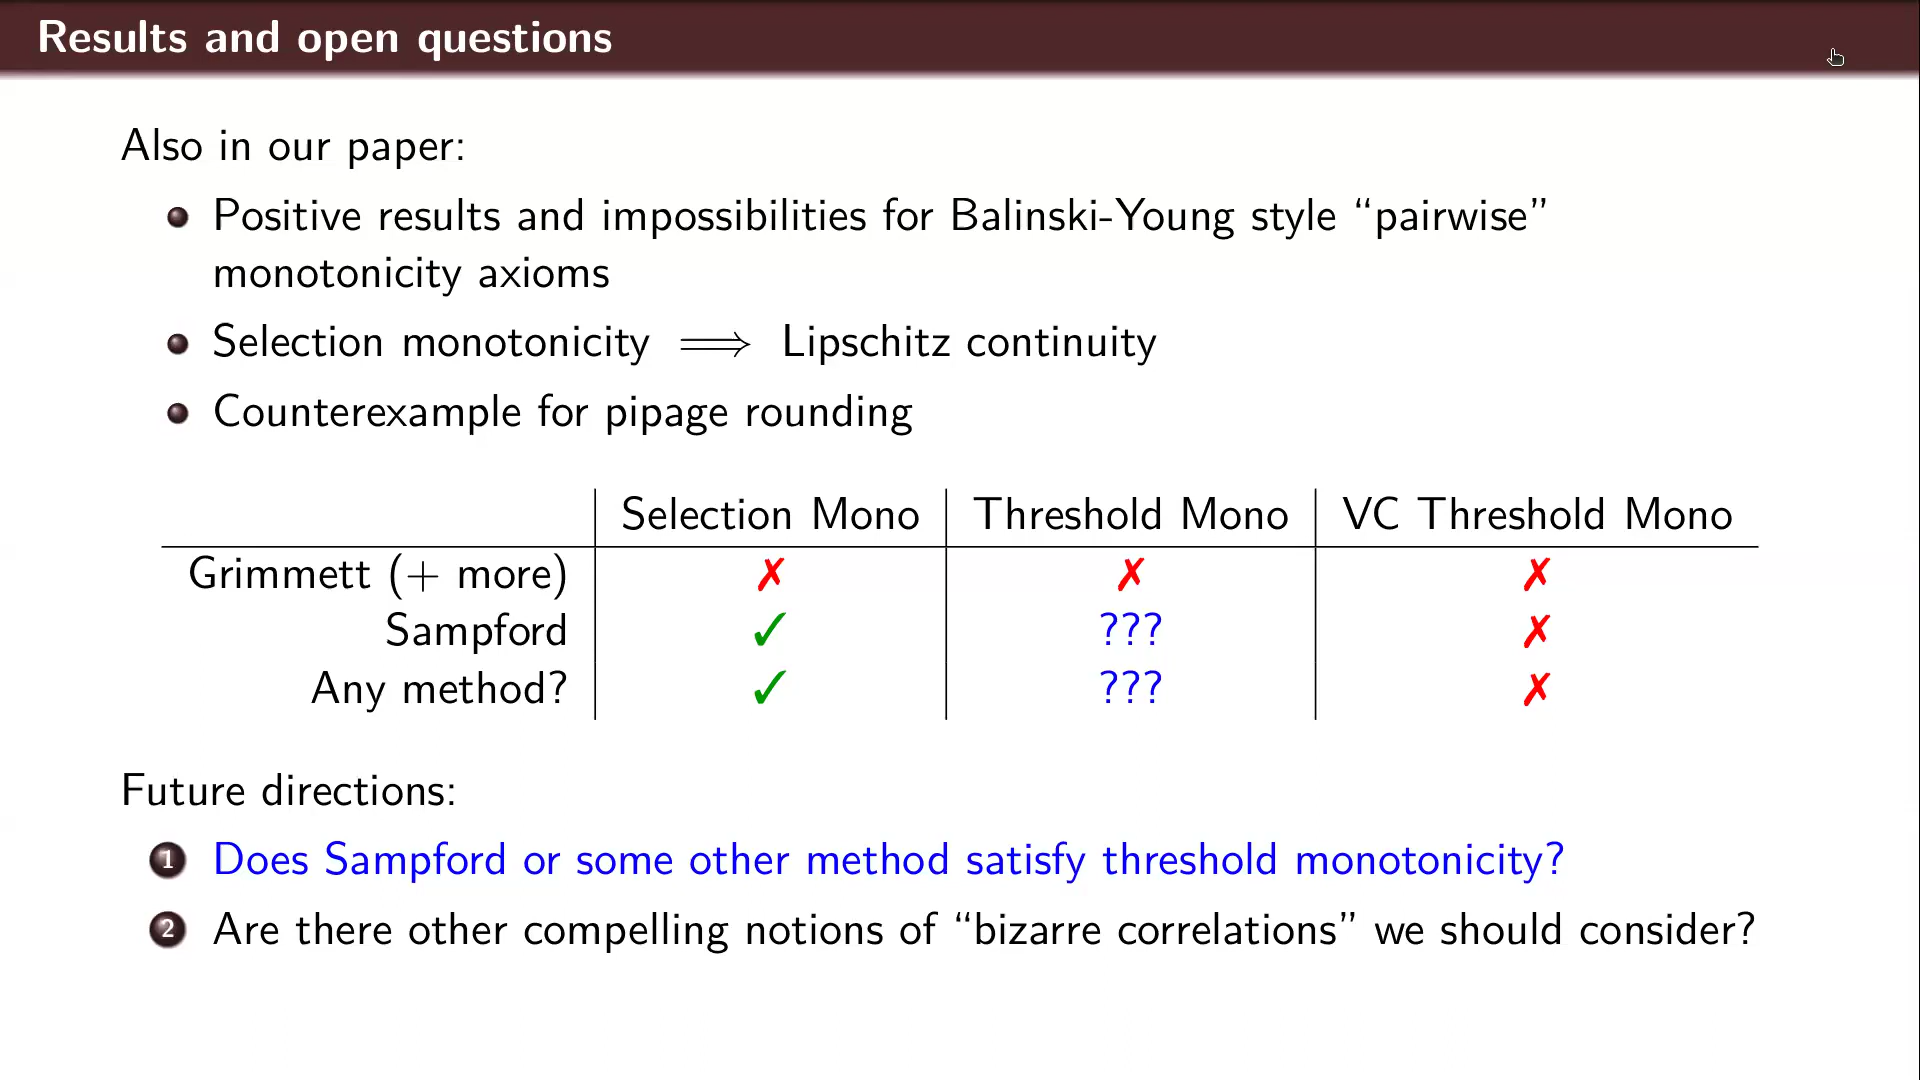 Results and open questions
Also in our paper:
Positive results and impossibilities for Balinski-Young style “pairwise”
monotonicity axioms
Selection monotonicity ⟹ Lipschitz continuity
Counterexample for pipage rounding
Selection Mono Threshold Mono VC Threshold Mono
Grimmett (+ more) ✗ ✗ ✗
Sampford ✓ ??? ✗
Any method? ✓ ??? ✗
Future directions:
1 Does Sampford or some other method satisfy threshold monotonicity?
2 Are there other compelling notions of “bizarre correlations” we should consider?